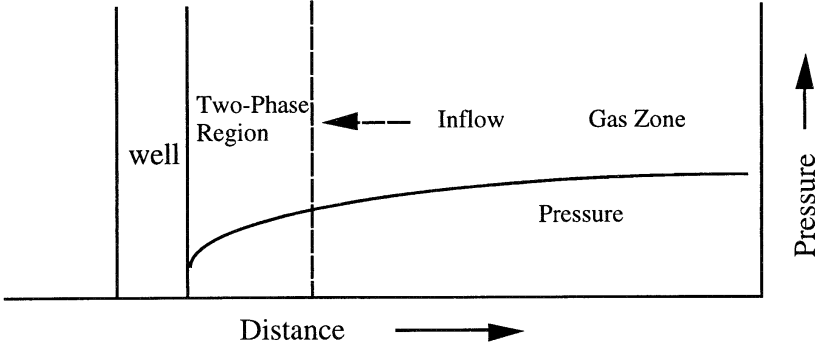 Two-Phase
Region
Inflow
Gas Zone
well
Pressure
Pressure
Distance